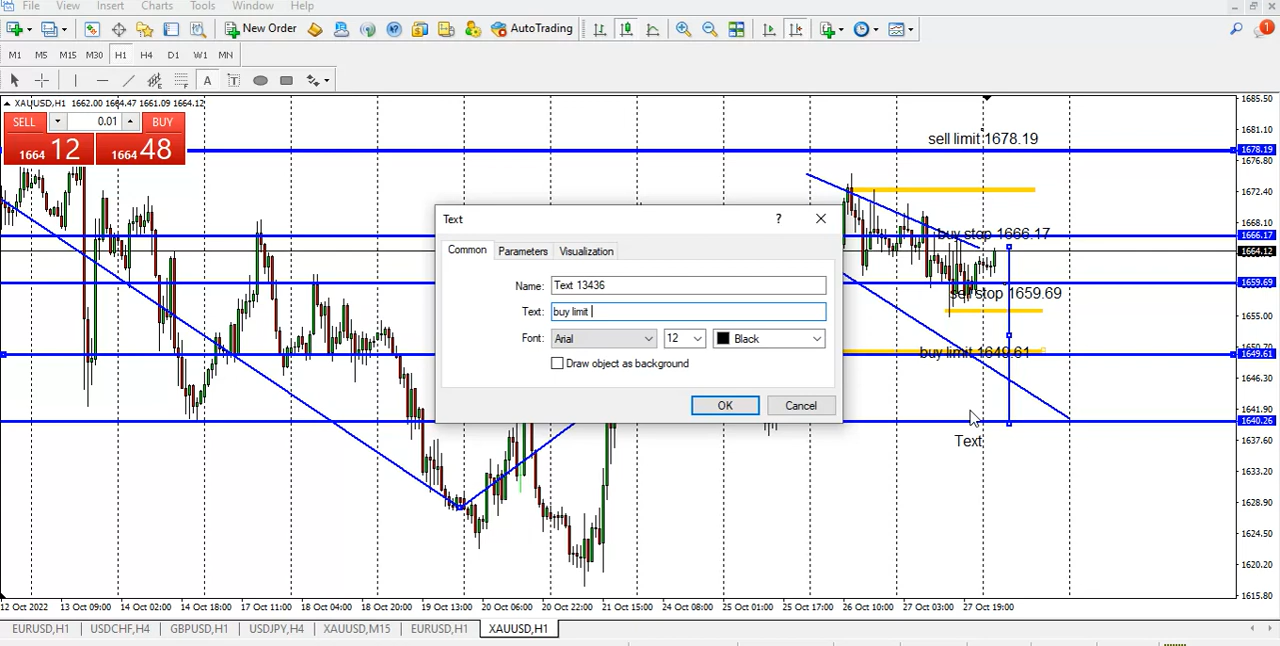 File View Insert Charts Tools Window Help
New Order AutoTrading
M1 M5 M15 M30 H1 H4 D1 W1 MN
A T
XAUUSD,H1 1662.00 1664.47 1661.09 1664.12
SELL 0.01 BUY
1664 12 1664 48
sell limit 1678.19
buy stop 1666.17
sell stop 1659.69
buy limit 1649.61
Text
Text ?
Common Parameters Visualization
Name: Text 13436
Text: buy limit
Font: Arial 12 Black
Draw object as background
OK Cancel
1685.50
1681.10
1678.19
1676.80
1672.40
1668.10
1666.17
1664.12
1659.69
1655.00
1649.61
1646.30
1641.90
1640.26
1637.60
1633.20
1628.90
1624.50
1620.20
1615.80
12 Oct 2022 13 Oct 09:00 14 Oct 02:00 14 Oct 18:00 17 Oct 11:00 18 Oct 04:00 18 Oct 20:00 19 Oct 13:00 20 Oct 06:00 20 Oct 22:00 21 Oct 15:00 24 Oct 08:00 25 Oct 01:00 25 Oct 17:00 26 Oct 10:00 27 Oct 03:00 27 Oct 19:00
EURUSD,H1 USDCHF,H4 GBPUSD,H1 USDJPY,H4 XAUUSD,M15 EURUSD,H1 XAUUSD,H1